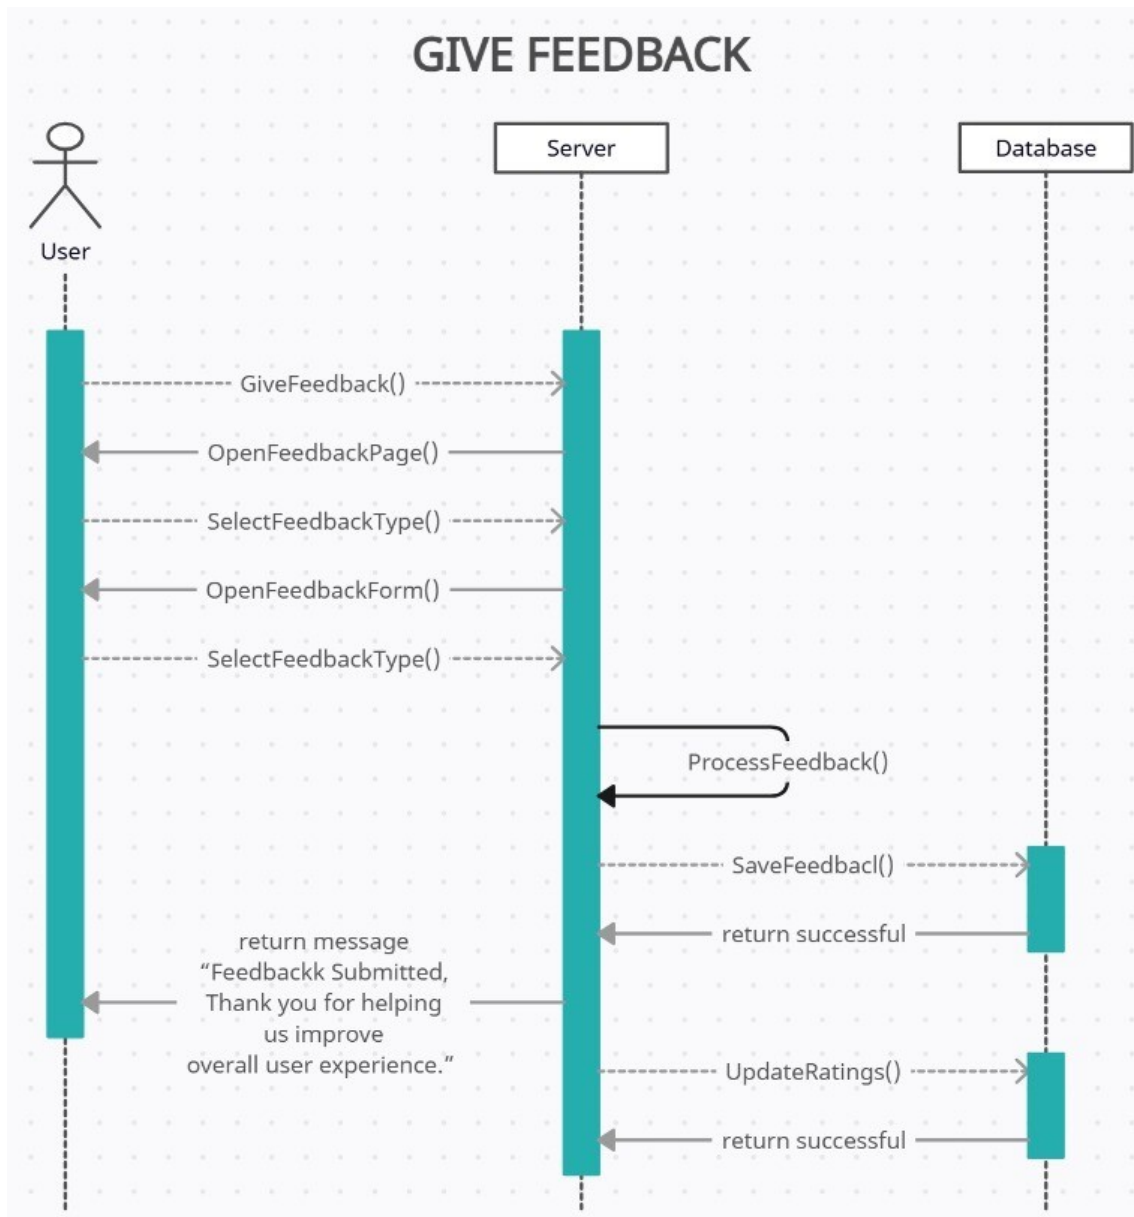 GIVE FEEDBACK
Server
Database
User
GiveFeedback()
OpenFeedbackPage()
SelectFeedbackType()
OpenFeedbackForm()
SelectFeedbackType()
ProcessFeedback()
SaveFeedbacl()
return successful
return message
“Feedbackk Submitted,
Thank you for helping
us improve
overall user experience.”
UpdateRatings()
return successful